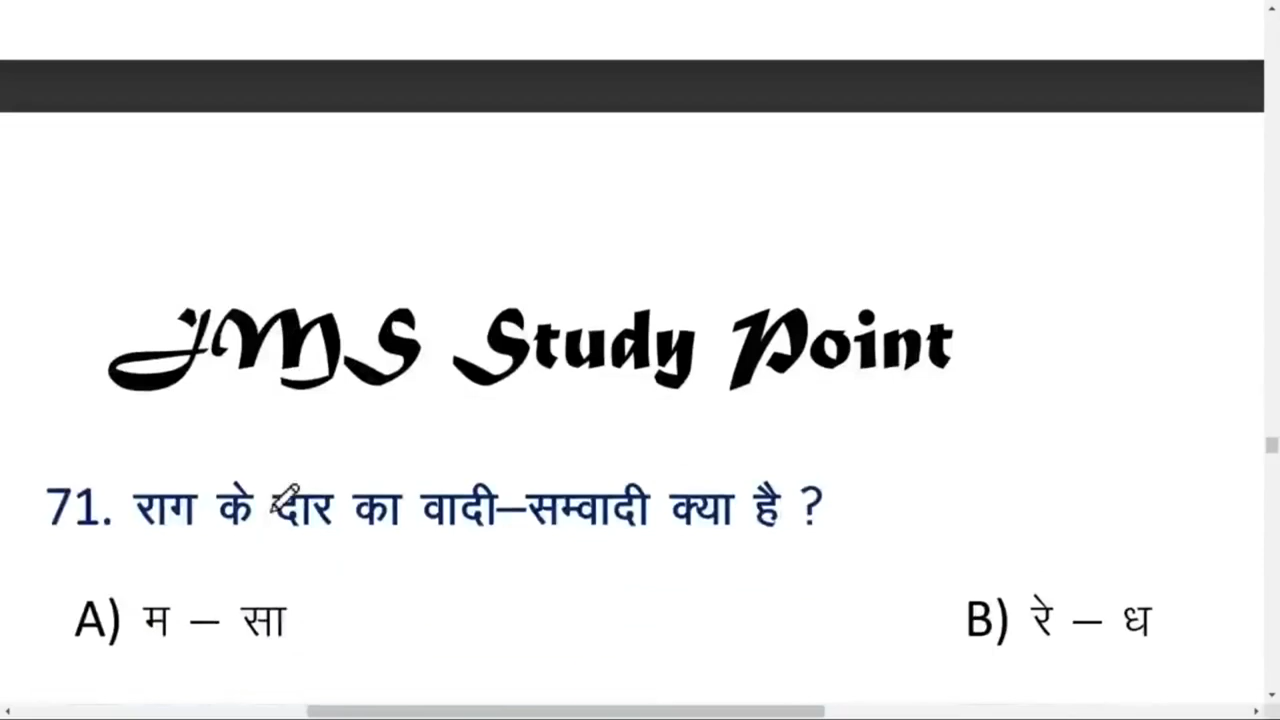 JMS Study Point
71. राग के दार का वादी–सम्वादी क्या है ?
A) म – सा B) रे – ध